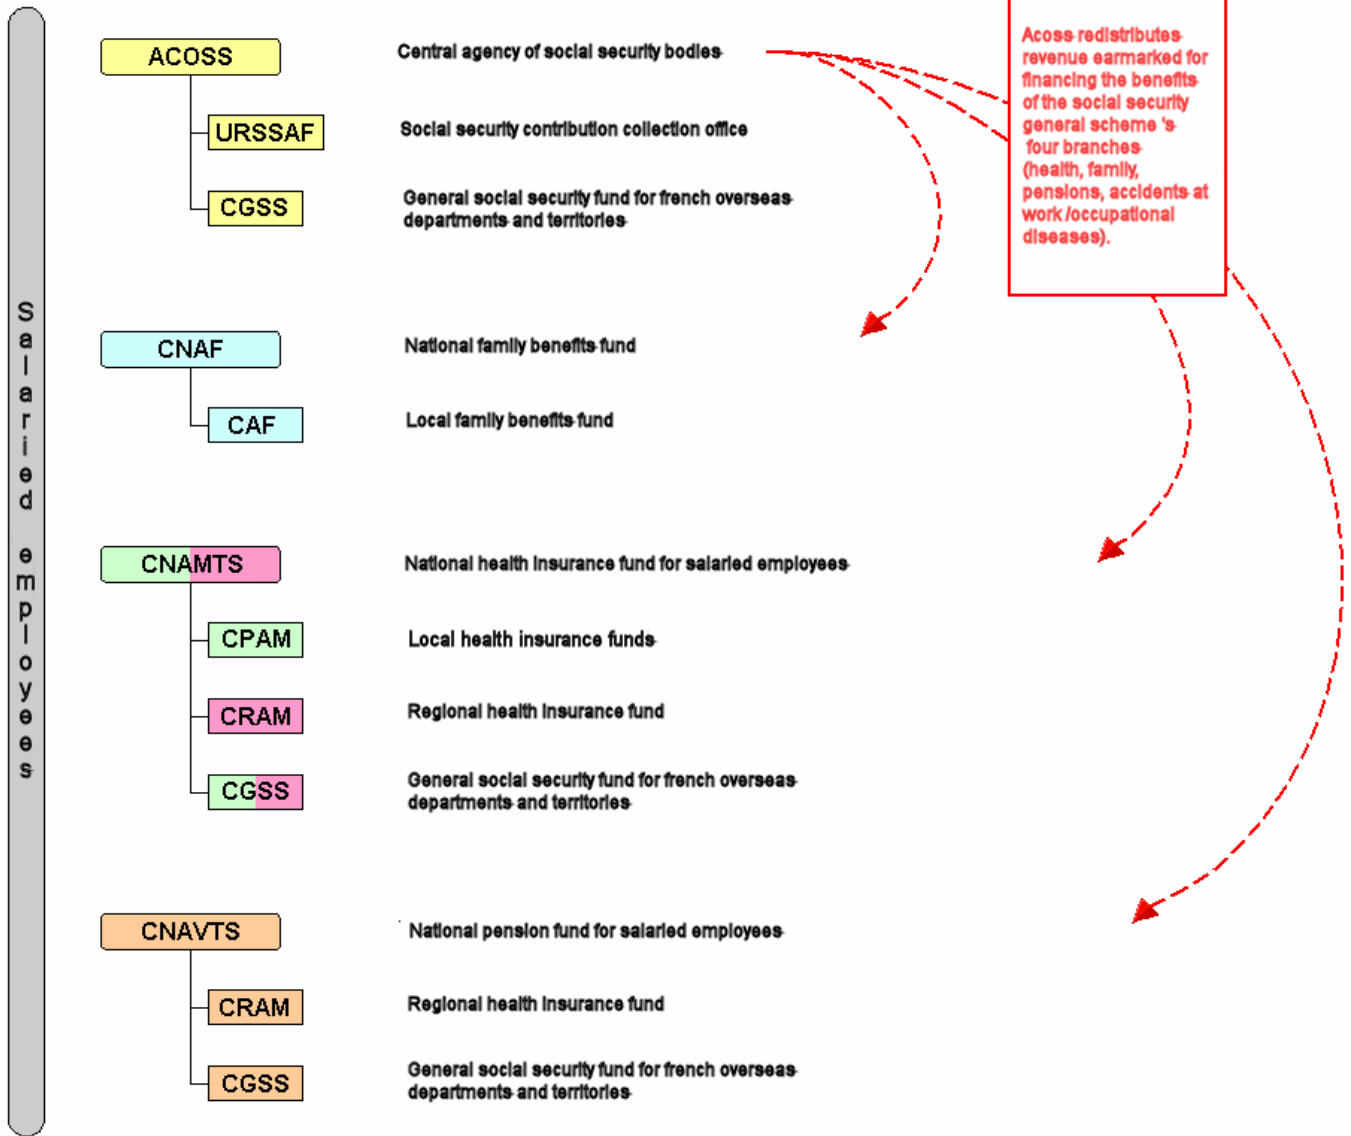 Salaried employees
ACOSS
Central agency of social security bodies
URSSAF
Social security contribution collection office
CGSS
General social security fund for french overseas
departments and territories
Acoss redistributes
revenue earmarked for
financing the benefits
of the social security
general scheme 's
four branches
(health, family,
pensions, accidents at
work /occupational
diseases).
CNAF
National family benefits fund
CAF
Local family benefits fund
CNAMTS
National health insurance fund for salaried employees
CPAM
Local health insurance funds
CRAM
Regional health insurance fund
CGSS
General social security fund for french overseas
departments and territories
CNAVTS
National pension fund for salaried employees
CRAM
Regional health insurance fund
CGSS
General social security fund for french overseas
departments and territories